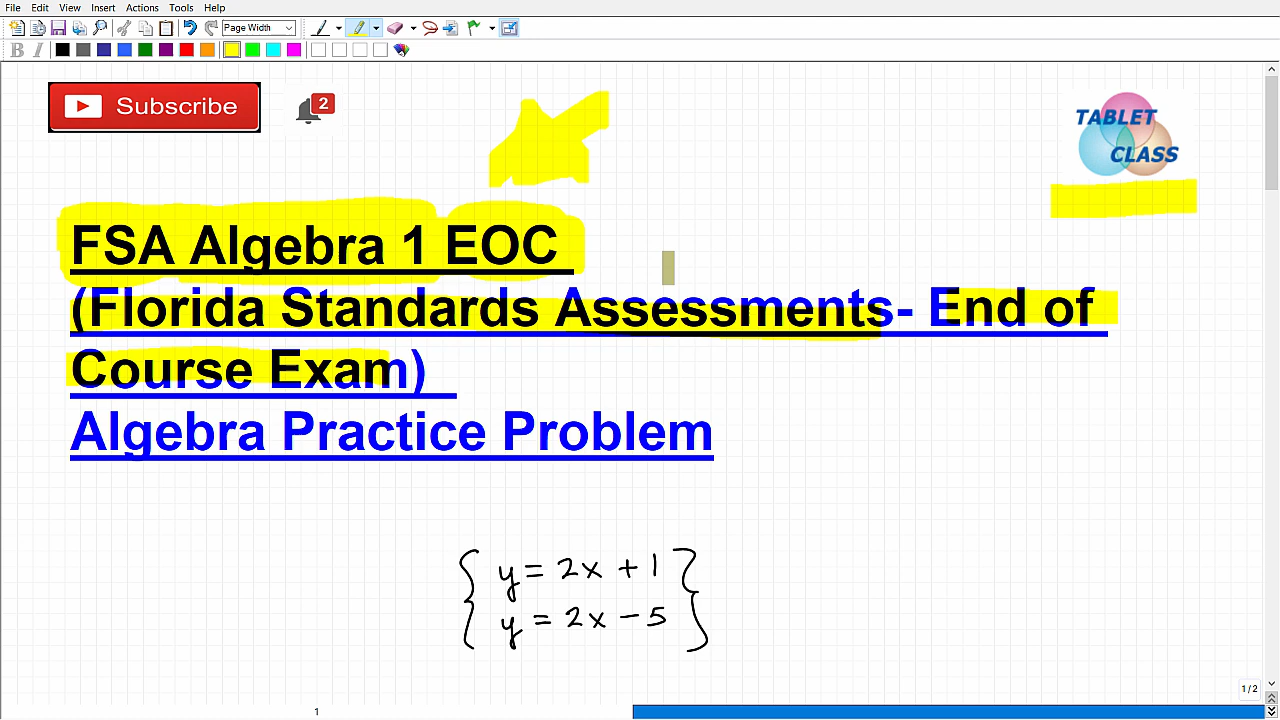 File Edit View Insert Actions Tools Help
Page Width
B I
Subscribe
2
TABLET
CLASS
FSA Algebra 1 EOC
(Florida Standards Assessments- End of
Course Exam)
Algebra Practice Problem
y = 2x + 1
y = 2x - 5
1/2
1